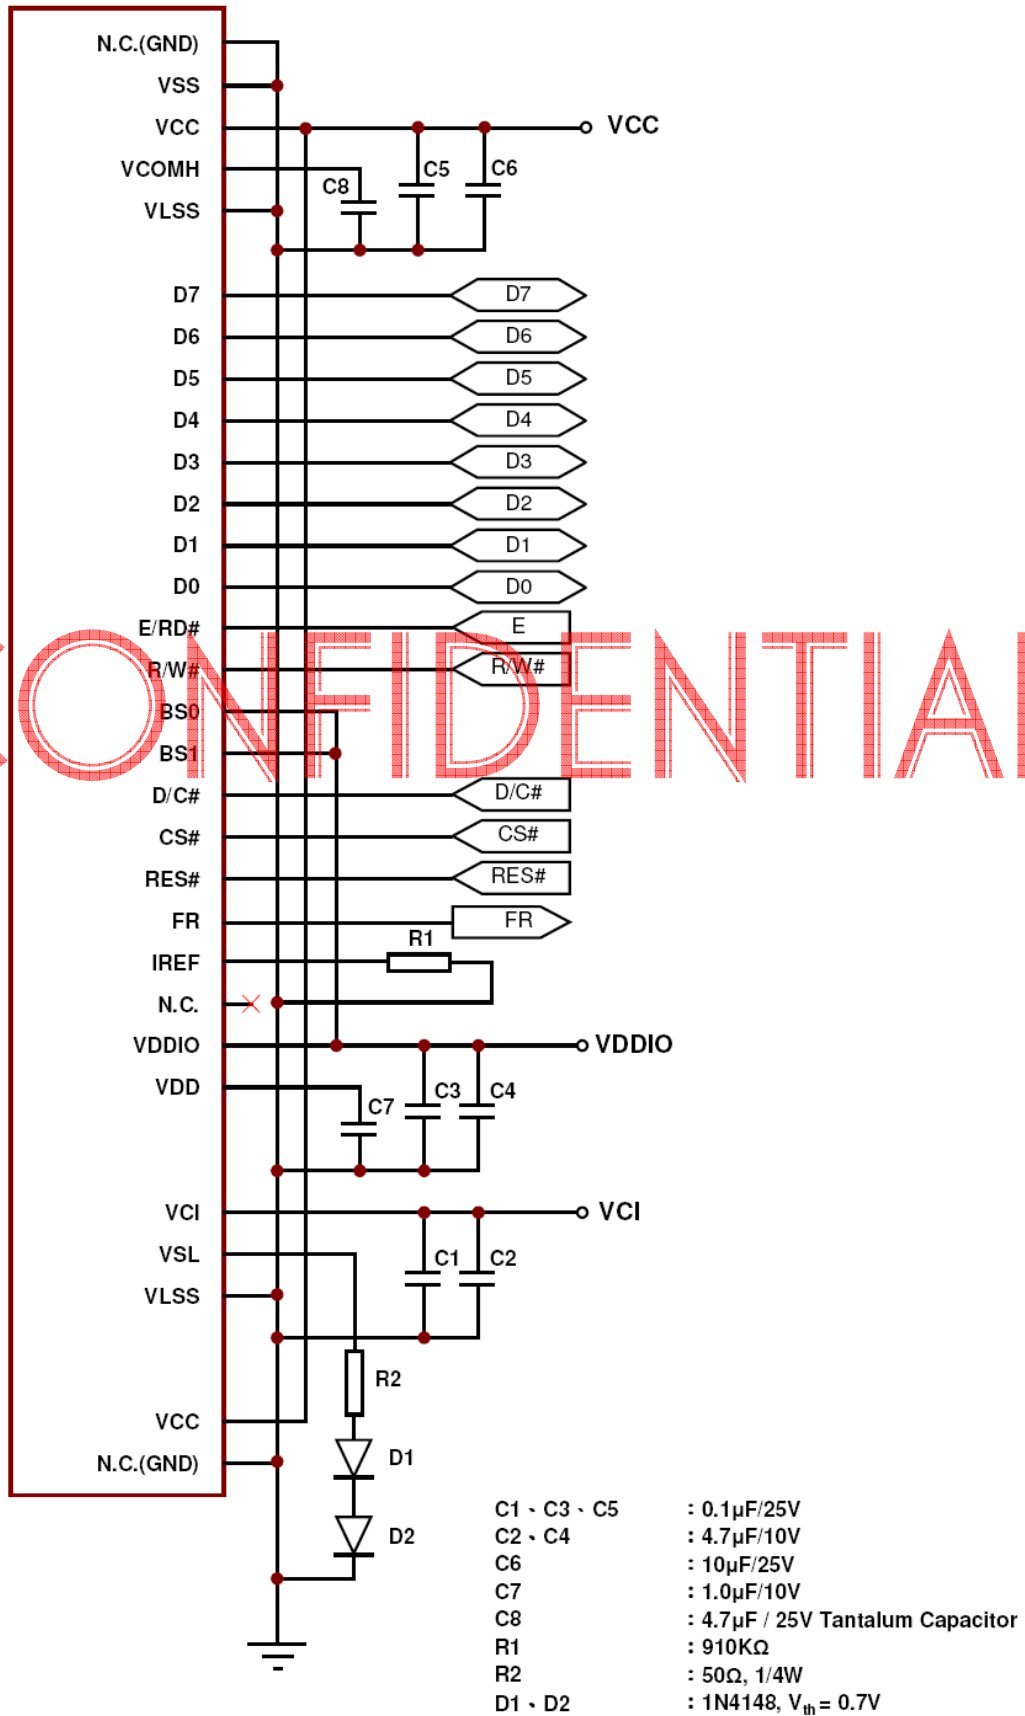 N.C.(GND)
VSS
VCC
VCC
VCOMH
C8
C5
C6
VLSS
D7
D7
D6
D6
D5
D5
D4
D4
D3
D3
D2
D2
D1
D1
D0
D0
E/RD#
E
R/W#
R/W#
CONFIDENTIAL
BS0
BS1
D/C#
D/C#
CS#
CS#
RES#
RES#
FR
FR
R1
IREF
N.C.
VDDIO
VDDIO
VDD
C7
C3
C4
VCI
VCI
VSL
C1
C2
VLSS
R2
VCC
D1
N.C.(GND)
D2
C1、C3、C5 : 0.1μF/25V
C2、C4 : 4.7μF/10V
C6 : 10μF/25V
C7 : 1.0μF/10V
C8 : 4.7μF / 25V Tantalum Capacitor
R1 : 910KΩ
R2 : 50Ω, 1/4W
D1、D2 : 1N4148, Vth = 0.7V